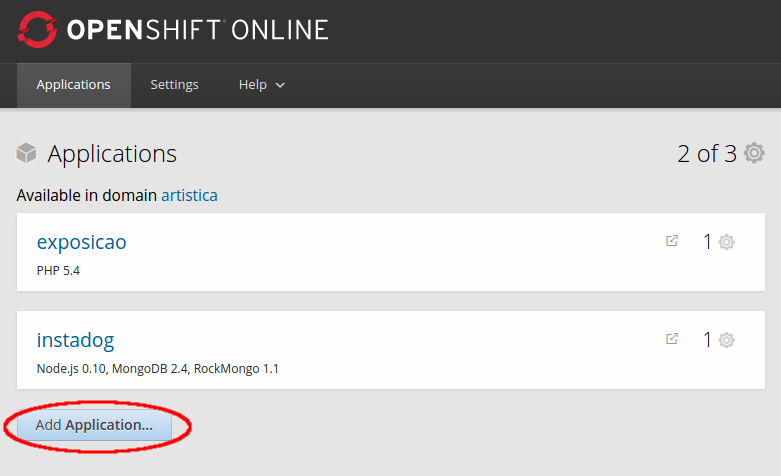 OPENSHIFT ONLINE
Applications Settings Help
Applications 2 of 3
Available in domain artistica
exposicao 1
PHP 5.4
instadog 1
Node.js 0.10, MongoDB 2.4, RockMongo 1.1
Add Application...